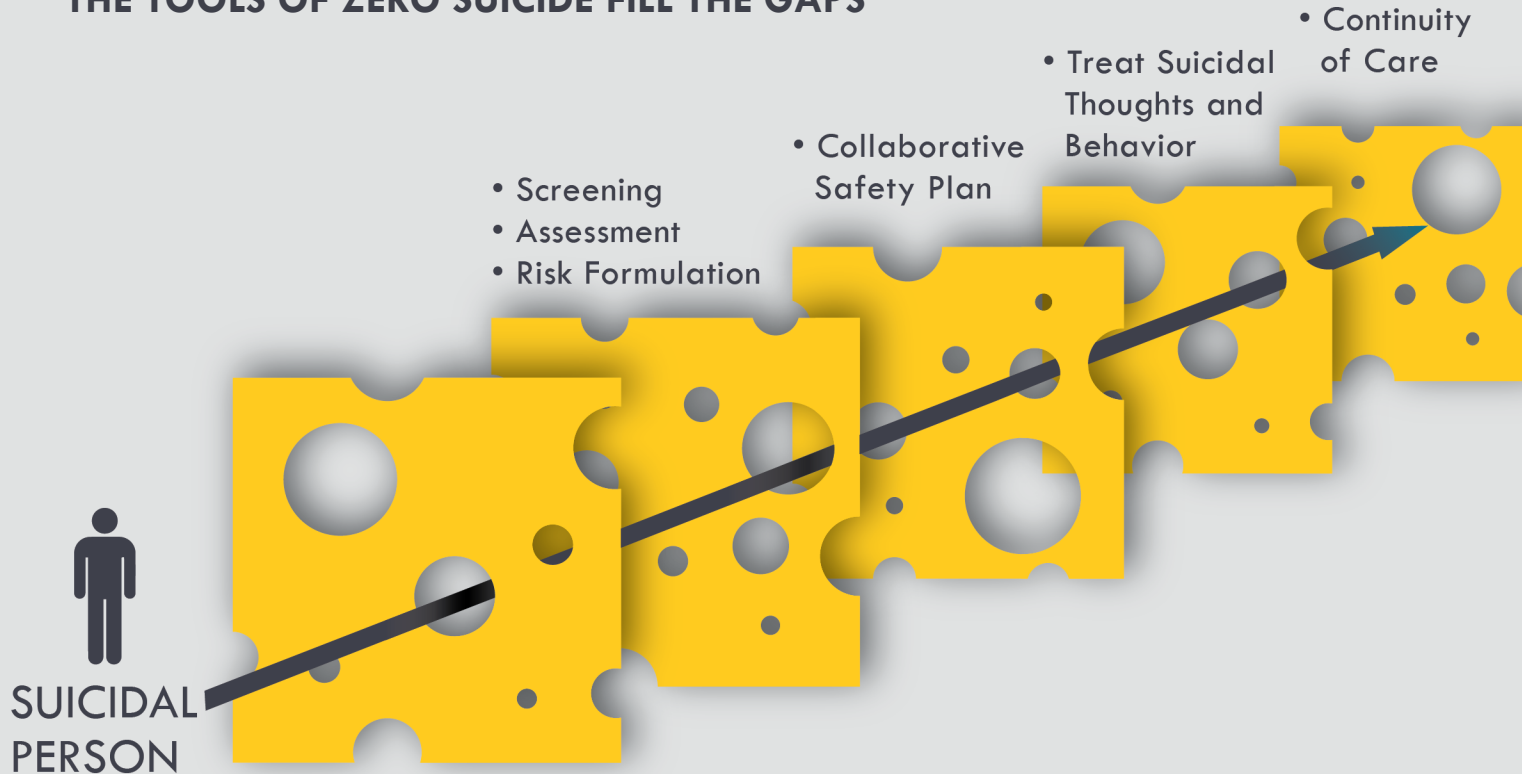 THE TOOLS OF ZERO SUICIDE FILL THE GAPS
• Continuity
of Care
• Treat Suicidal
Thoughts and
Behavior
• Collaborative
Safety Plan
• Screening
• Assessment
• Risk Formulation
SUICIDAL
PERSON